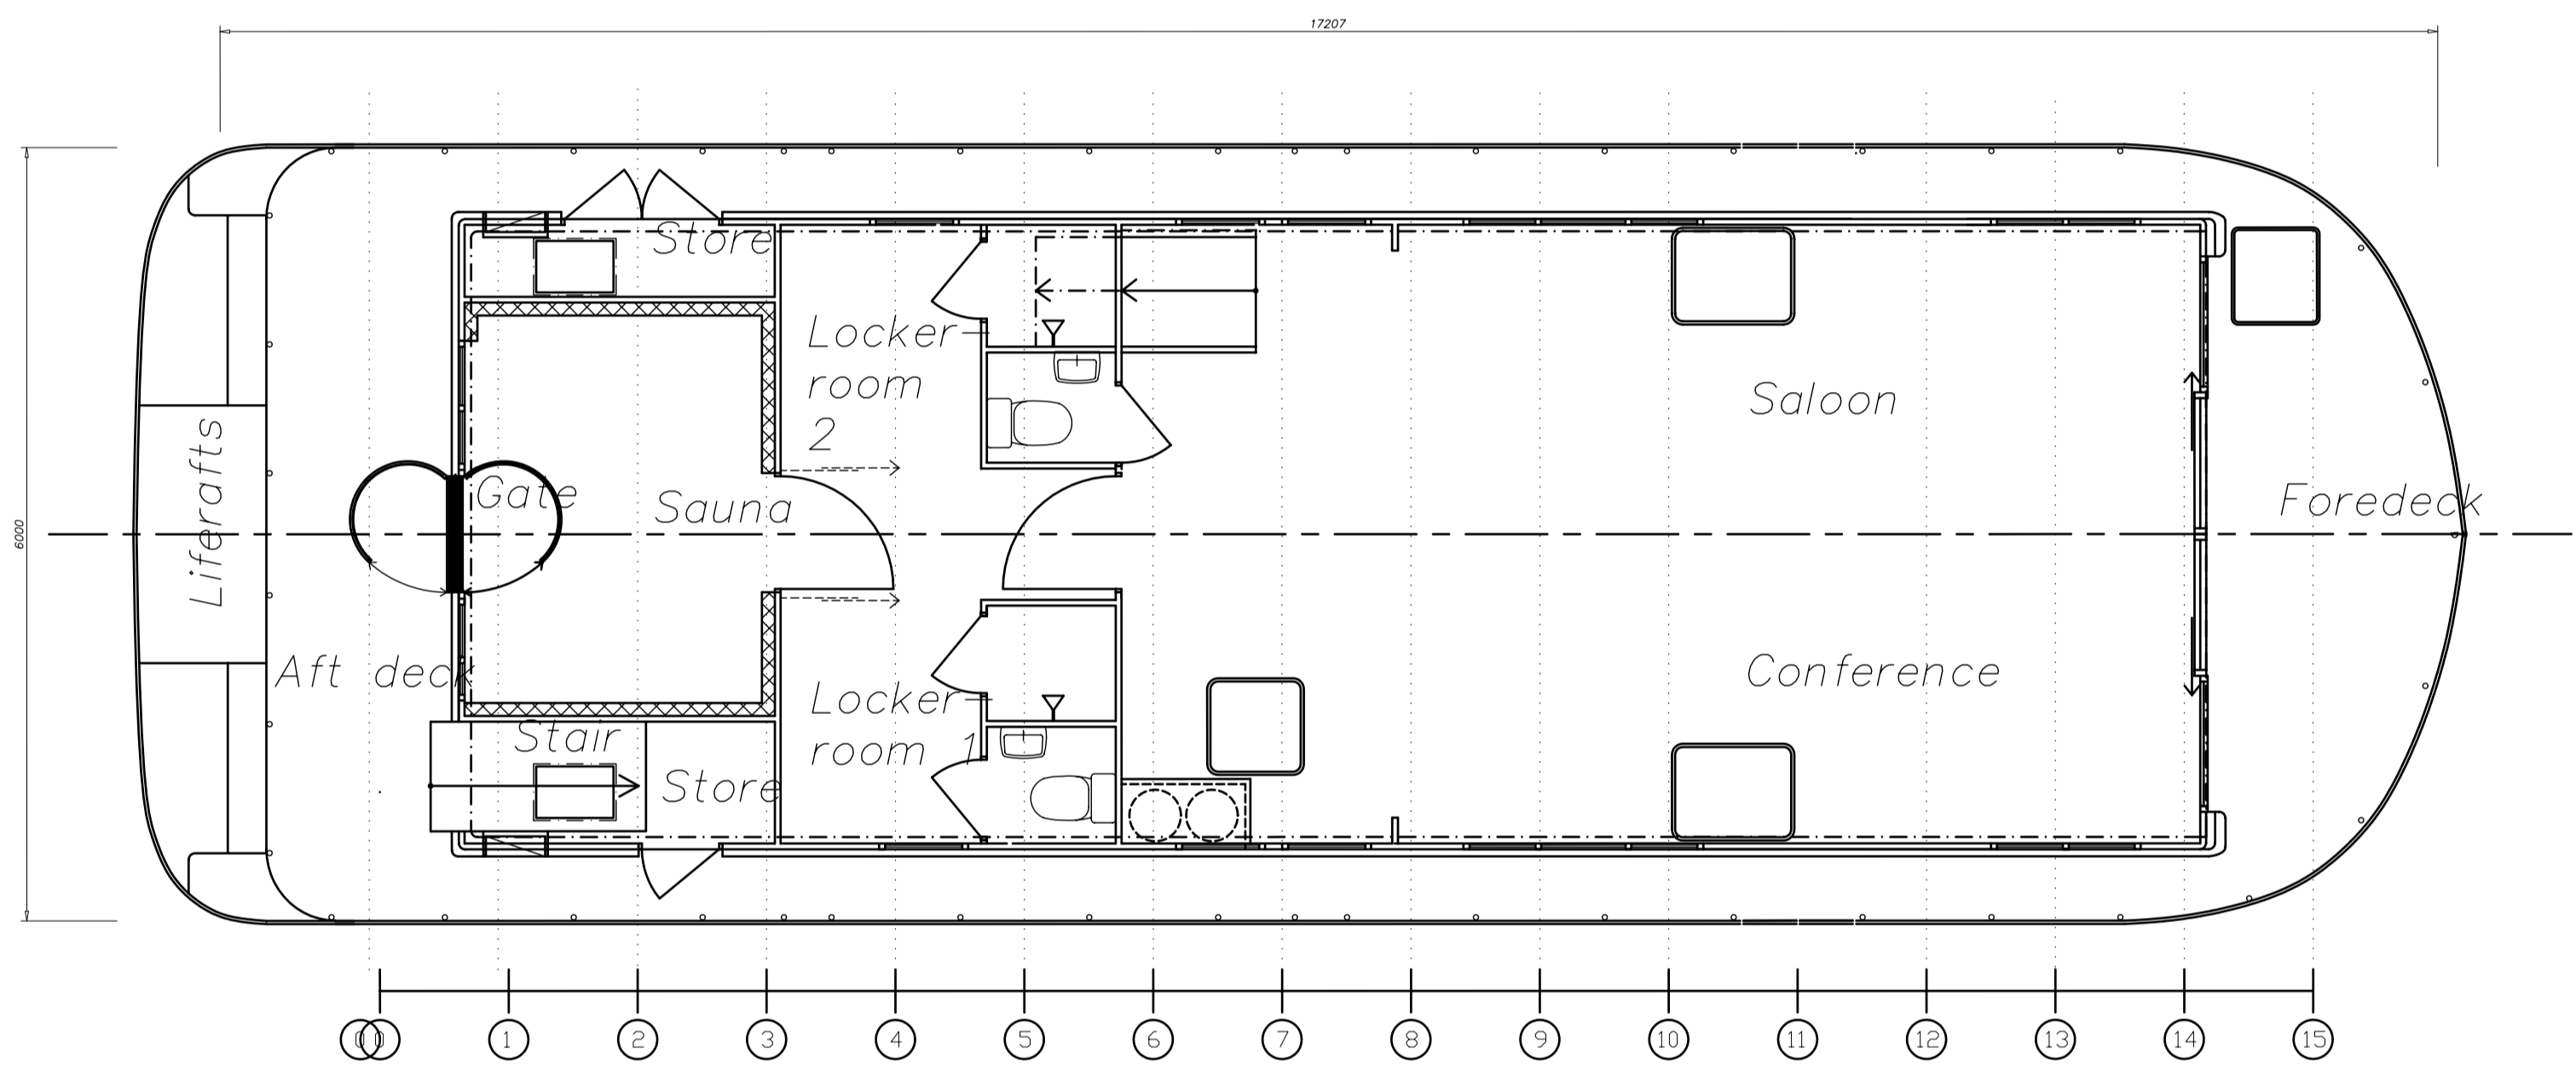 17207
6000
Store
Locker
room
2
Saloon
Liferafts
Gate
Sauna
Foredeck
Aft deck
Stair
Store
Locker
room 1
Conference
0
0
1
2
3
4
5
6
7
8
9
10
11
12
13
14
15